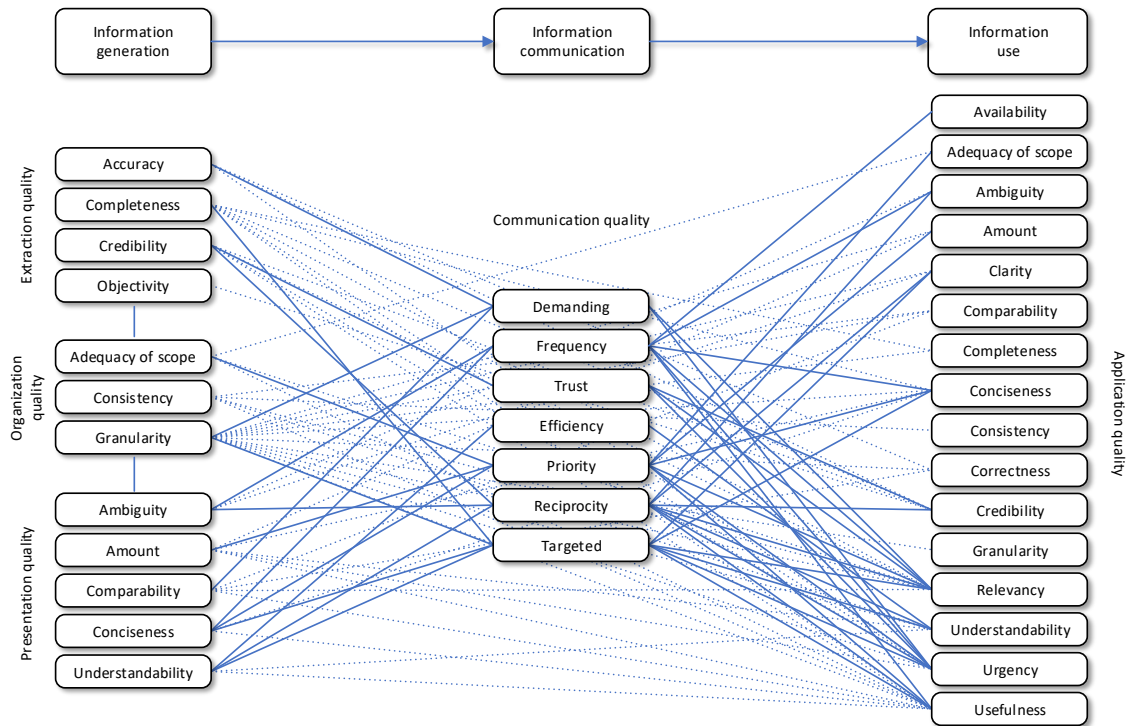 Information
generation
Information
communication
Information
use
Extraction quality
Accuracy
Completeness
Credibility
Objectivity
Organization
quality
Adequacy of scope
Consistency
Granularity
Presentation quality
Ambiguity
Amount
Comparability
Conciseness
Understandability
Communication quality
Demanding
Frequency
Trust
Efficiency
Priority
Reciprocity
Targeted
Availability
Adequacy of scope
Ambiguity
Amount
Clarity
Comparability
Completeness
Conciseness
Consistency
Correctness
Credibility
Granularity
Relevancy
Understandability
Urgency
Usefulness
Application quality